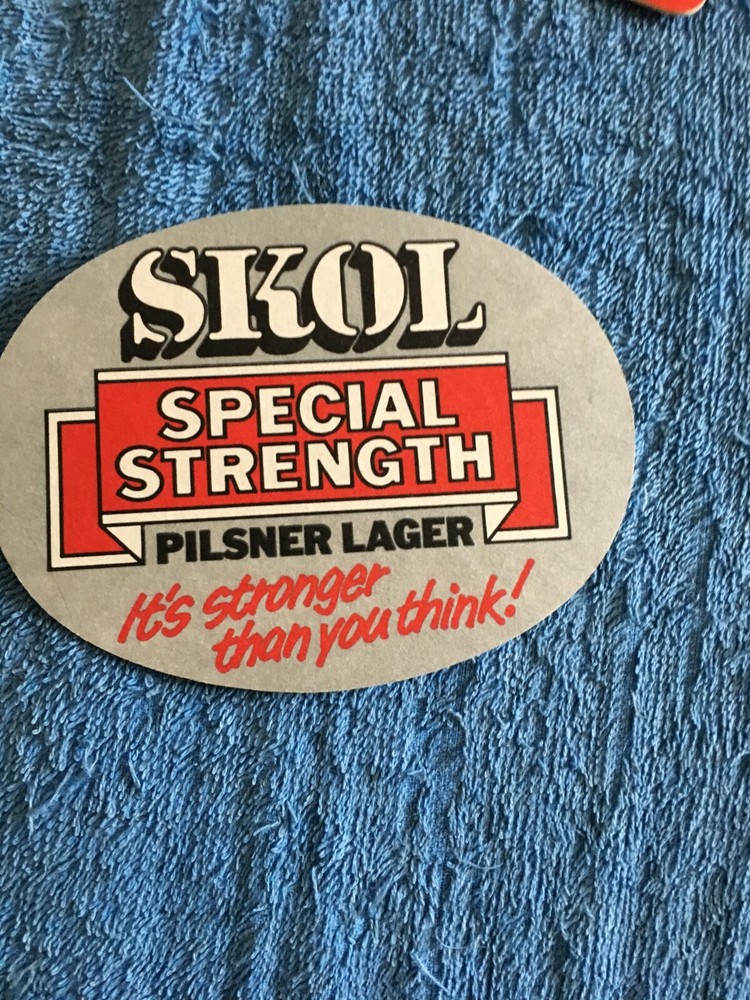 SKOL
SPECIAL
STRENGTH
PILSNER LAGER
It's stronger
than you think!